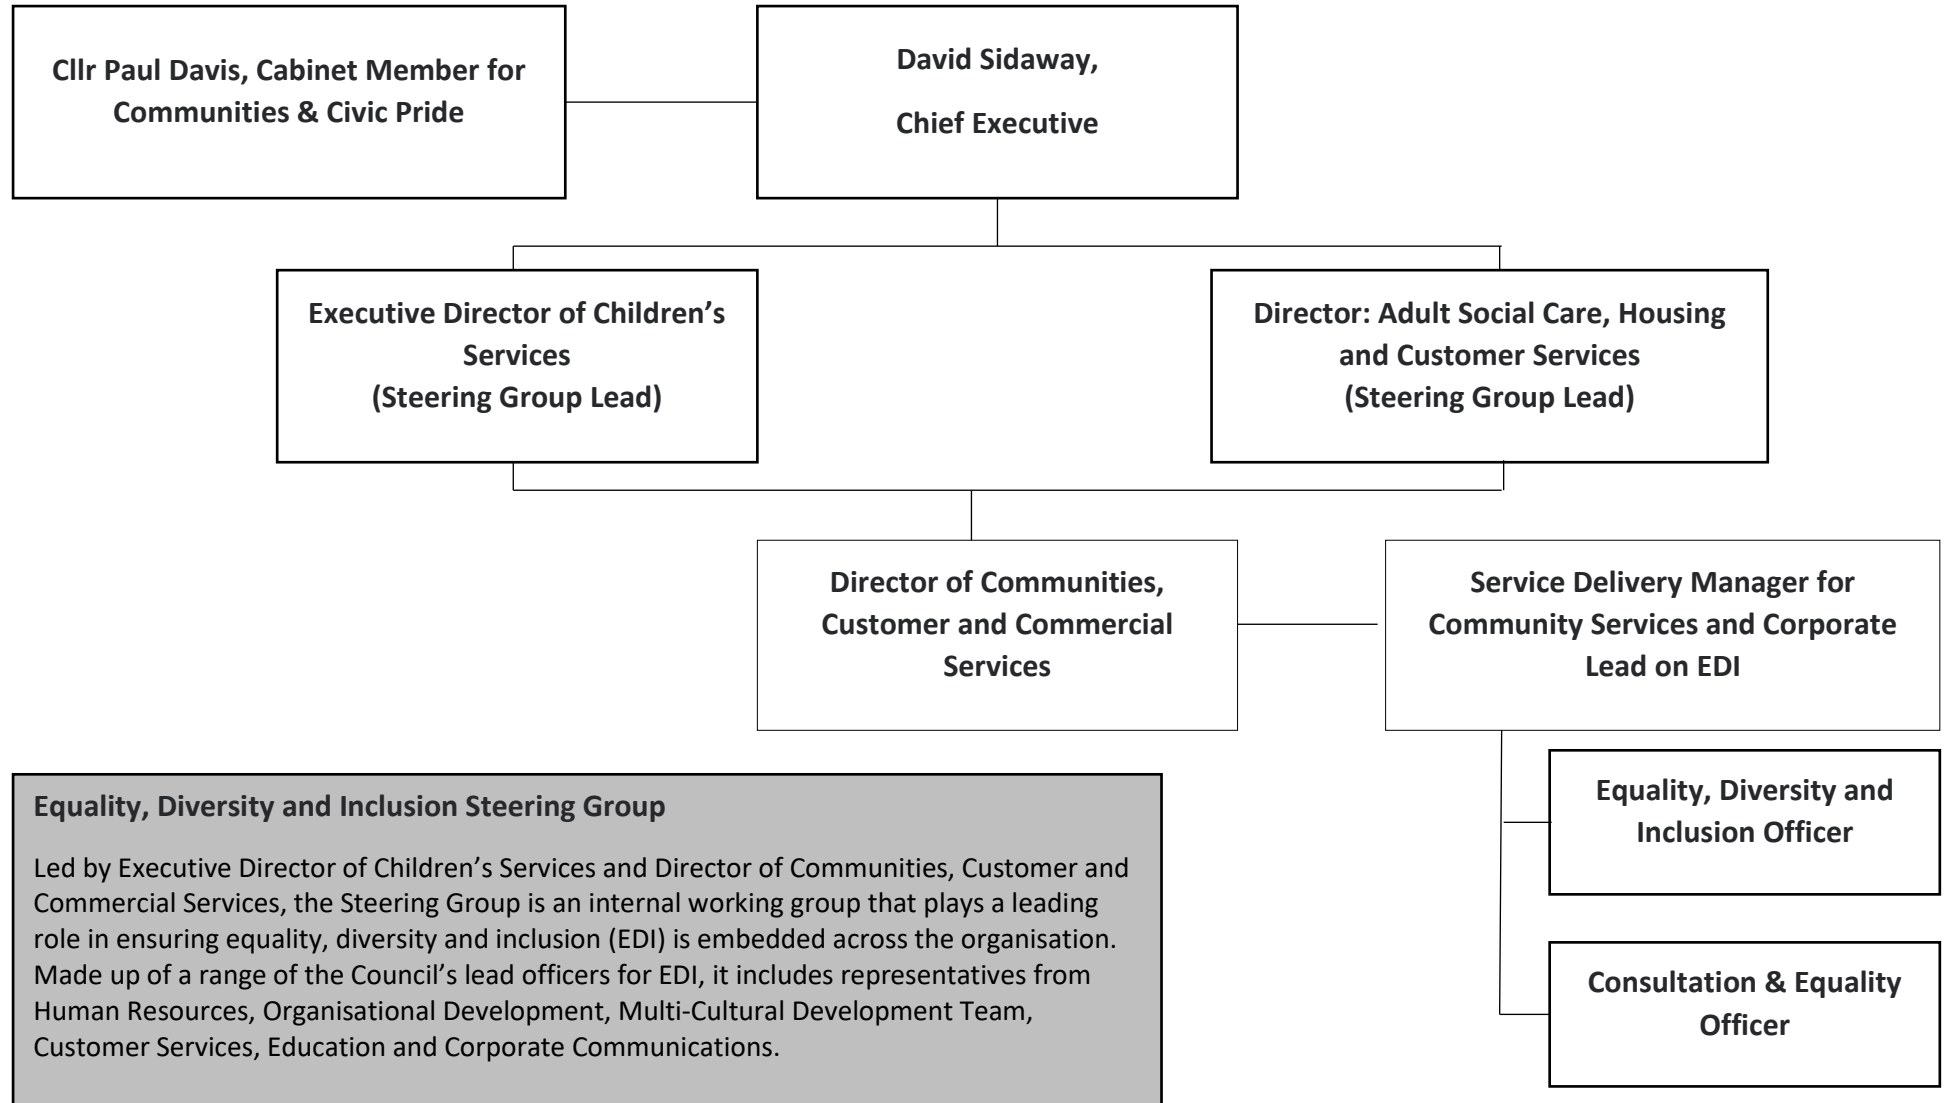 Cllr Paul Davis, Cabinet Member for
Communities & Civic Pride
David Sidaway,
Chief Executive
Executive Director of Children’s
Services
(Steering Group Lead)
Director: Adult Social Care, Housing
and Customer Services
(Steering Group Lead)
Director of Communities,
Customer and Commercial
Services
Service Delivery Manager for
Community Services and Corporate
Lead on EDI
Equality, Diversity and
Inclusion Officer
Consultation & Equality
Officer
Equality, Diversity and Inclusion Steering Group
Led by Executive Director of Children’s Services and Director of Communities, Customer and
Commercial Services, the Steering Group is an internal working group that plays a leading
role in ensuring equality, diversity and inclusion (EDI) is embedded across the organisation.
Made up of a range of the Council’s lead officers for EDI, it includes representatives from
Human Resources, Organisational Development, Multi-Cultural Development Team,
Customer Services, Education and Corporate Communications.